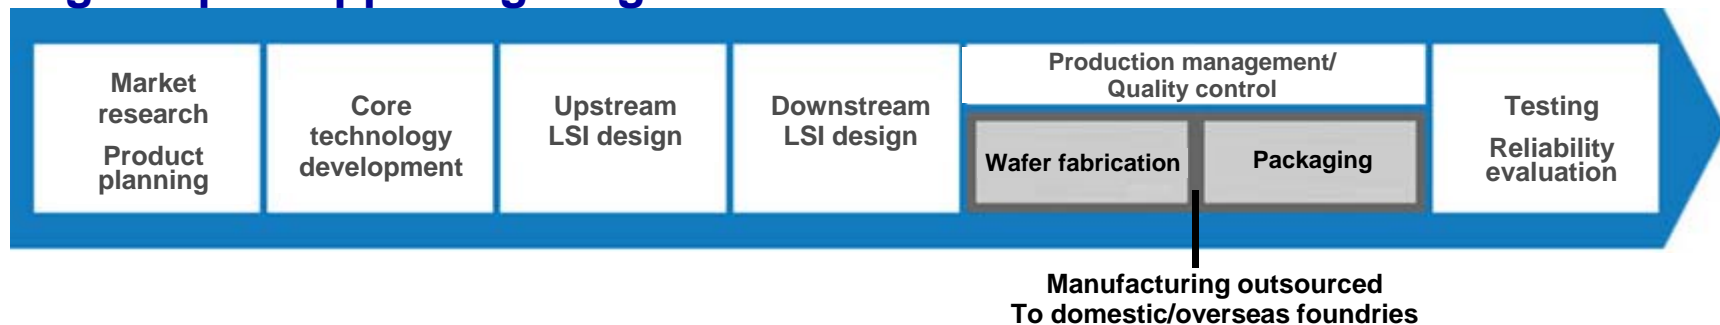 Market
research
Product
planning
Core
technology
development
Upstream
LSI design
Downstream
LSI design
Production management/
Quality control
Wafer fabrication
Packaging
Testing
Reliability
evaluation
Manufacturing outsourced
To domestic/overseas foundries